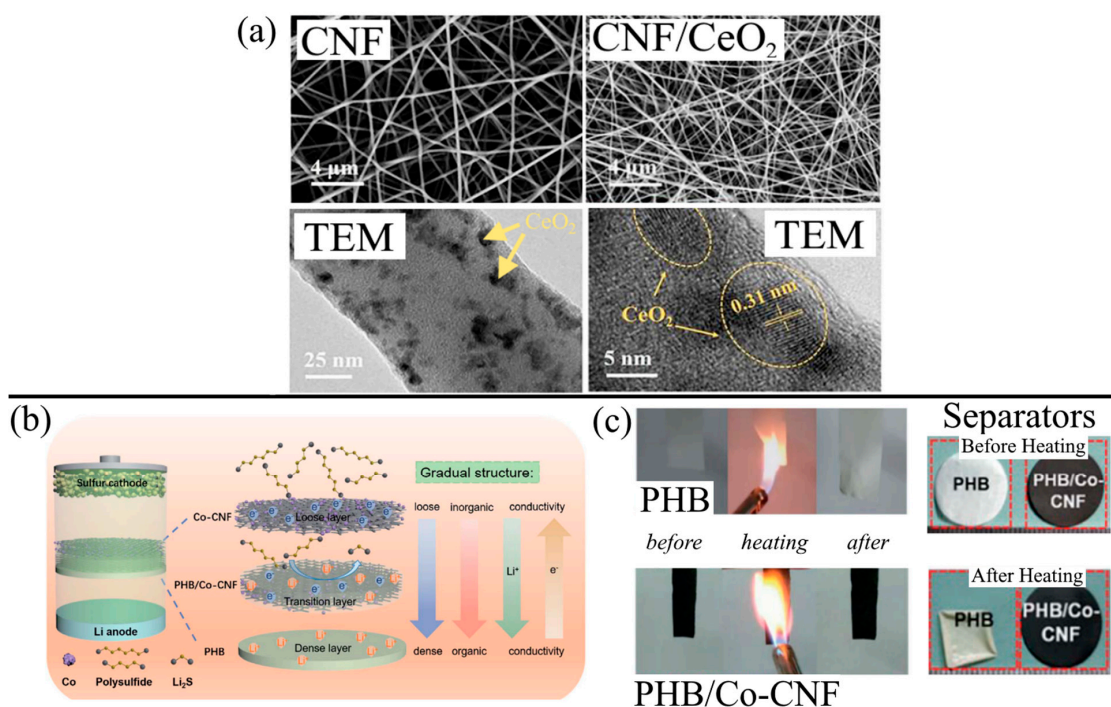 (a)
CNF
4 μm
CNF/CeO₂
4 μm
TEM
CeO₂
25 nm
TEM
CeO₂
0.31 nm
5 nm
(b)
Sulfur cathode
Li anode
Co
Polysulfide
Li₂S
Co-CNF
PHB/Co-CNF
PHB
Loose layer
Transition layer
Dense layer
Gradual structure:
loose
inorganic
conductivity
Li⁺
e⁻
dense
organic
conductivity
(c)
PHB
before
heating
after
PHB/Co-CNF
Separators
Before Heating
PHB
PHB/Co-
CNF
After Heating
PHB
PHB/Co-
CNF